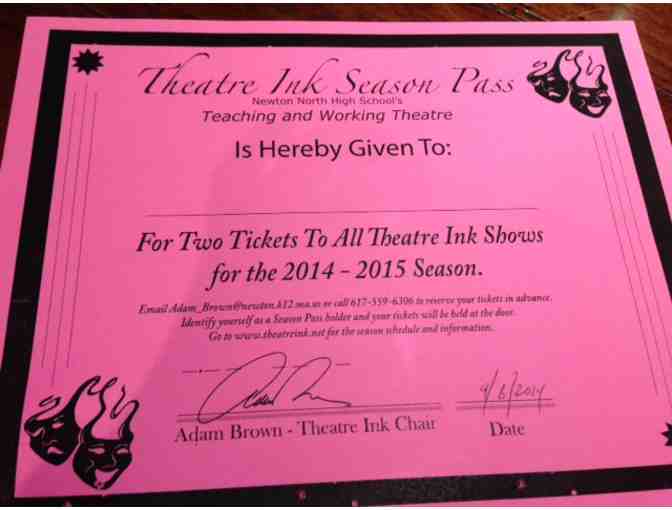 Theatre Ink Season Pass
Newton North High School's
Teaching and Working Theatre
Is Hereby Given To:
For Two Tickets To All Theatre Ink Shows
for the 2014 - 2015 Season.
Email Adam_Brown@newton.k12.ma.us or call 617-559-6306 to reserve your tickets in advance.
Identify yourself as a Season Pass holder and your tickets will be held at the door.
Go to www.theatreink.net for the season schedule and information.
Adam Brown - Theatre Ink Chair
Date